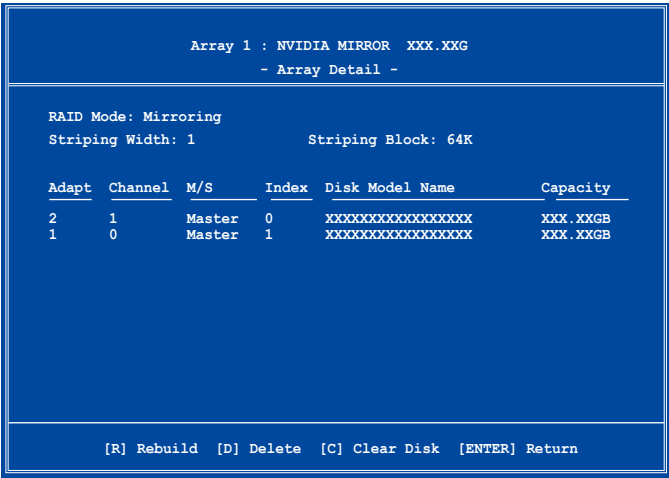 Array 1 : NVIDIA MIRROR XXX.XXG
- Array Detail -
RAID Mode: Mirroring
Striping Width: 1 Striping Block: 64K
Adapt Channel M/S Index Disk Model Name Capacity
2 1 Master 0 XXXXXXXXXXXXXXXXX XXX.XXGB
1 0 Master 1 XXXXXXXXXXXXXXXXX XXX.XXGB
[R] Rebuild [D] Delete [C] Clear Disk [ENTER] Return